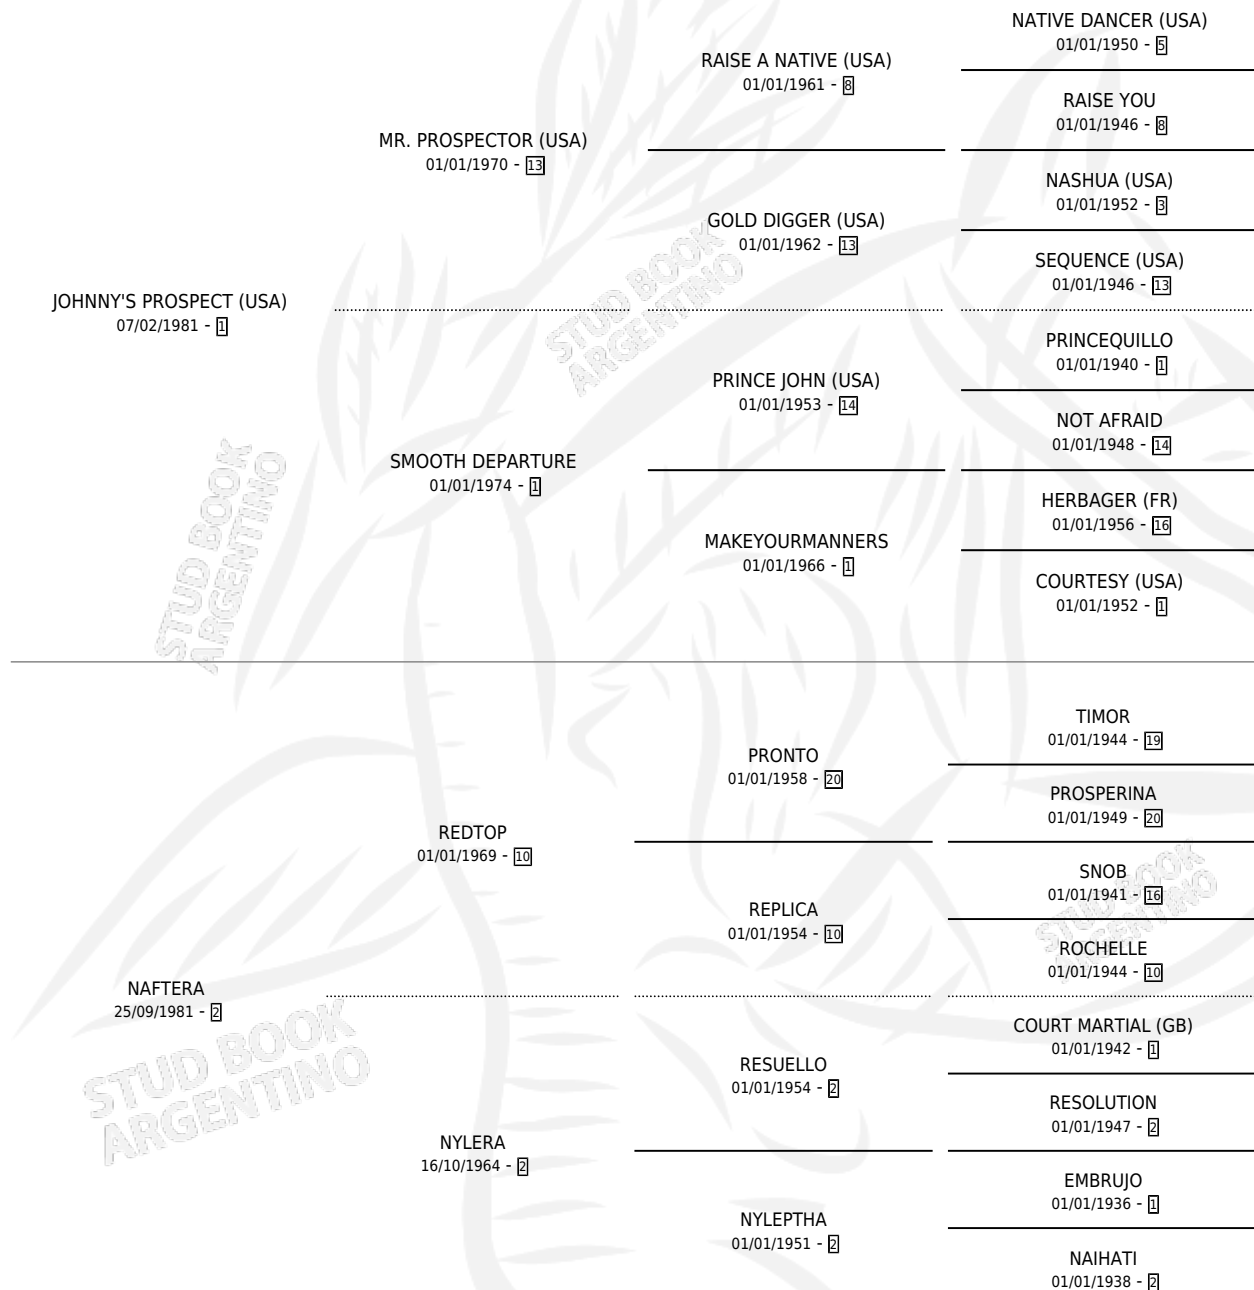 NATIVE DANCER (USA)
01/01/1950 - 5
RAISE A NATIVE (USA)
01/01/1961 - 8
RAISE YOU
01/01/1946 - 8
MR. PROSPECTOR (USA)
01/01/1970 - 13
NASHUA (USA)
01/01/1952 - 3
GOLD DIGGER (USA)
01/01/1962 - 13
SEQUENCE (USA)
01/01/1946 - 13
JOHNNY'S PROSPECT (USA)
07/02/1981 - 1
STUD BOOK
ARGENTINO
PRINCEQUILLO
01/01/1940 - 1
PRINCE JOHN (USA)
01/01/1953 - 14
NOT AFRAID
01/01/1948 - 14
SMOOTH DEPARTURE
01/01/1974 - 1
HERBAGER (FR)
01/01/1956 - 16
MAKEYOURMANNERS
01/01/1966 - 1
COURTESY (USA)
01/01/1952 - 1
STUD BOOK
ARGENTINO
TIMOR
01/01/1944 - 19
PRONTO
01/01/1958 - 20
PROSPERINA
01/01/1949 - 20
REDTOP
01/01/1969 - 10
SNOB
01/01/1941 - 16
REPLICA
01/01/1954 - 10
ROCHELLE
01/01/1944 - 10
STUD BOOK
ARGENTINO
NAFTERA
25/09/1981 - 2
COURT MARTIAL (GB)
01/01/1942 - 1
RESUELLO
01/01/1954 - 2
RESOLUTION
01/01/1947 - 2
STUD BOOK
ARGENTINO
NYLERA
16/10/1964 - 2
EMBRUJO
01/01/1936 - 1
NYLEPTHA
01/01/1951 - 2
NAIHATI
01/01/1938 - 2